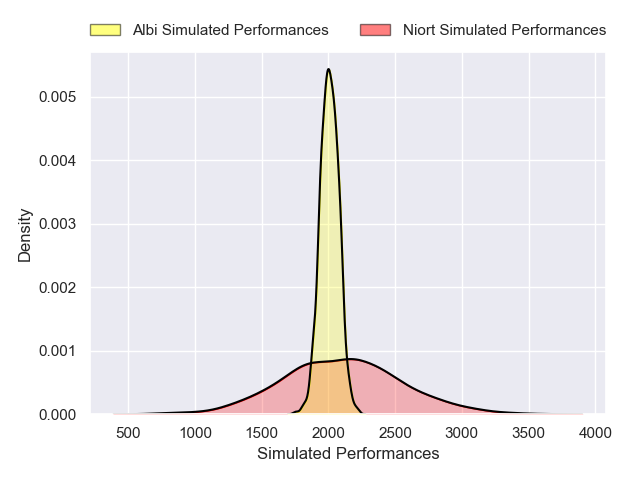 Albi Simulated Performances
Niort Simulated Performances
0.005
0.004
0.003
0.002
0.001
0.000
Density
500 1000 1500 2000 2500 3000 3500 4000
Simulated Performances